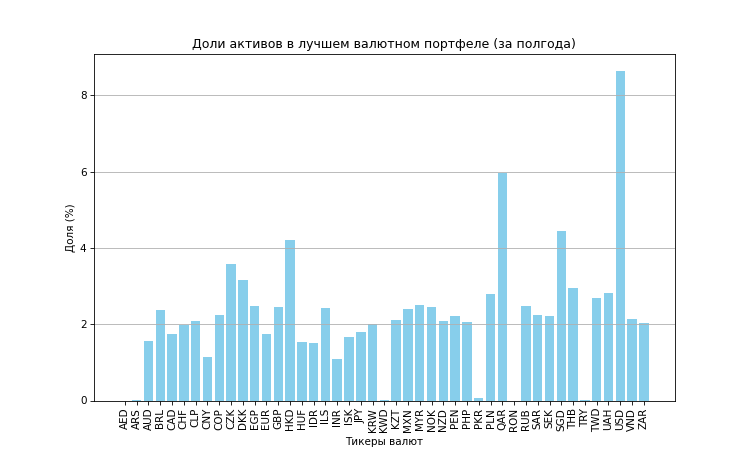 Доли активов в лучшем валютном портфеле (за полгода)
Доля (%)
8
6
4
2
0
AED ARS AUD BRL CAD CHF CLP CNY COP CZK DKK EGP EUR GBP HKD HUF IDR ILS INR ISK JPY KRW KWD KZT MXN MYR NOK NZD PEN PHP PKR PLN QAR RON RUB SAR SEK SGD THB TRY TWD UAH USD VND ZAR
Тикеры валют